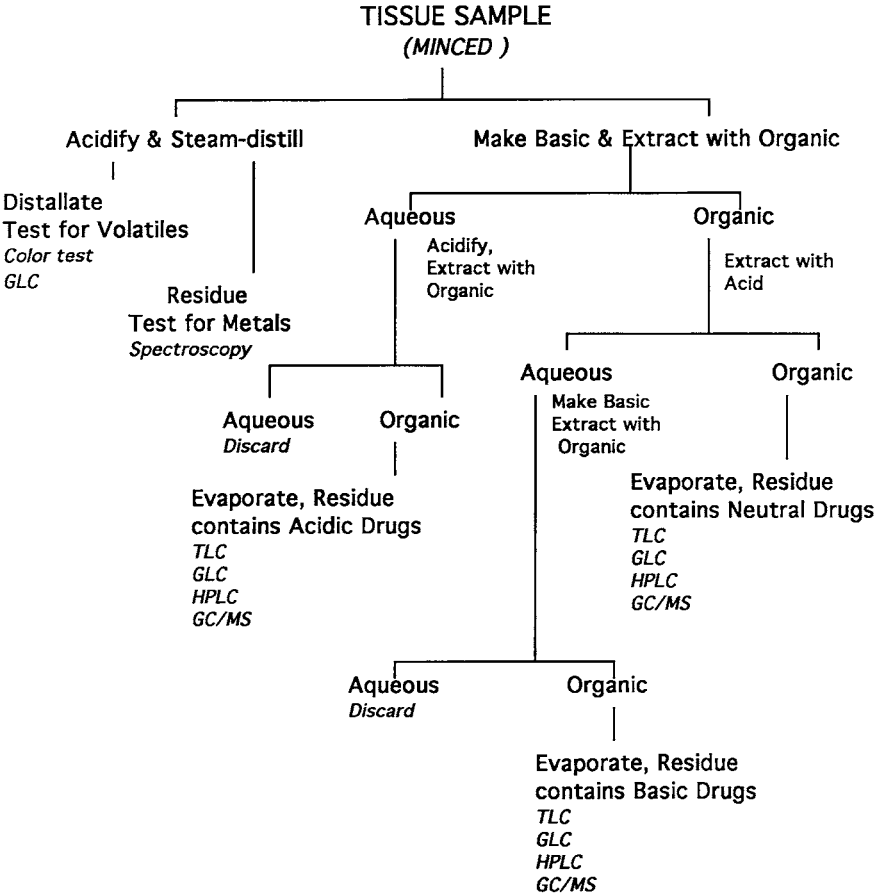 TISSUE SAMPLE
(MINCED )
Acidify & Steam-distill
Make Basic & Extract with Organic
Distallate
Test for Volatiles
Color test
GLC
Residue
Test for Metals
Spectroscopy
Aqueous
Acidify,
Extract with
Organic
Organic
Extract with
Acid
Aqueous
Discard
Organic
Evaporate, Residue
contains Acidic Drugs
TLC
GLC
HPLC
GC/MS
Aqueous
Make Basic
Extract with
Organic
Organic
Evaporate, Residue
contains Neutral Drugs
TLC
GLC
HPLC
GC/MS
Aqueous
Discard
Organic
Evaporate, Residue
contains Basic Drugs
TLC
GLC
HPLC
GC/MS